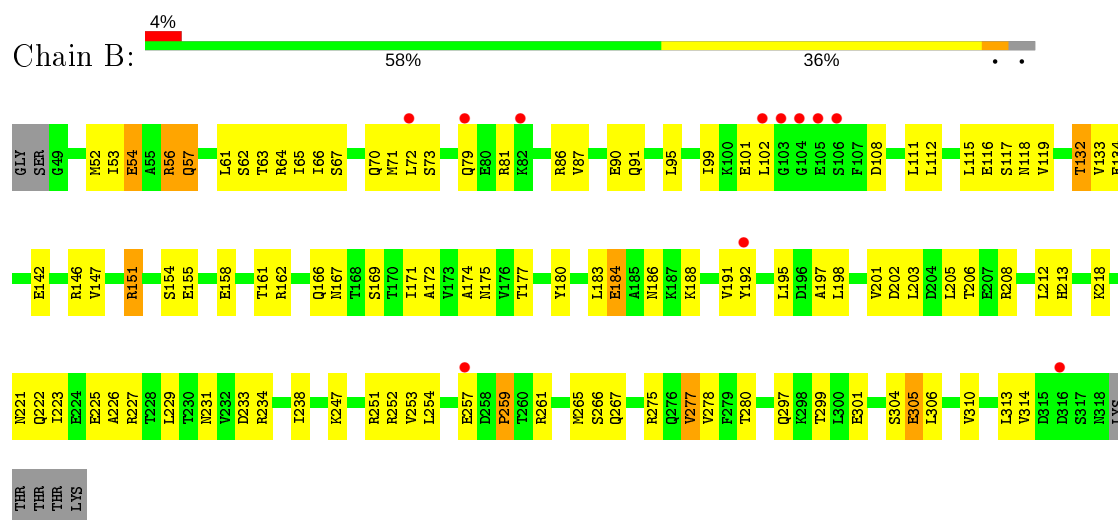 4%
Chain B:
58% 36% • •
GLY SER G49 M52 I53 E54 A55 R56 Q57 L61 S62 T63 R64 I65 I66 S67 Q70 M71 L72 S73 Q79 E80 R81 K82 R86 V87 E90 Q91 L95 I99 K100 E101 L102 G103 G104 E105 S106 F107 D108 L111 L112 L115 E116 S117 N118 V119 T132 V133
E142 R146 V147 R151 S154 E155 E158 T161 R162 Q166 N167 T168 S169 T170 I171 A172 V173 A174 N175 V176 T177 Y180 L183 E184 A185 N186 K187 K188 V191 Y192 L195 D196 A197 L198 V201 D202 L203 D204 L205 T206 E207 R208 L212 H213 K218
N221 Q222 I223 E224 E225 A226 R227 T228 L229 T230 N231 V232 D233 R234 I238 K247 R251 R252 V253 L254 E257 D258 P259 T260 R261 M265 S266 Q267 R275 Q276 V277 V278 F279 T280 Q297 K298 T299 L300 E301 S304 E305 L306 V310 L313 V314 D315 D316 S317 N318 LYS
THR THR THR LYS